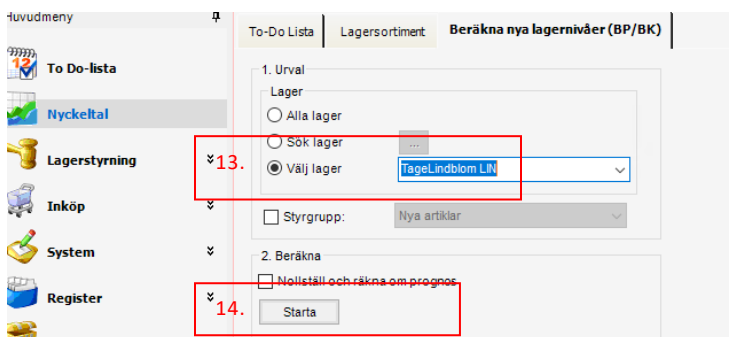 Huvudmeny
To Do-lista
Nyckeltal
Lagerstyrning
Inköp
System
Register
To-Do Lista
Lagersortiment
Beräkna nya lagernivåer (BP/BK)
1. Urval
Lager
Alla lager
Sök lager
...
13.
Välj lager
TageLindblom LIN
Styrgrupp:
Nya artiklar
2. Beräkna
Nollställ och räkna om prognos
14.
Starta